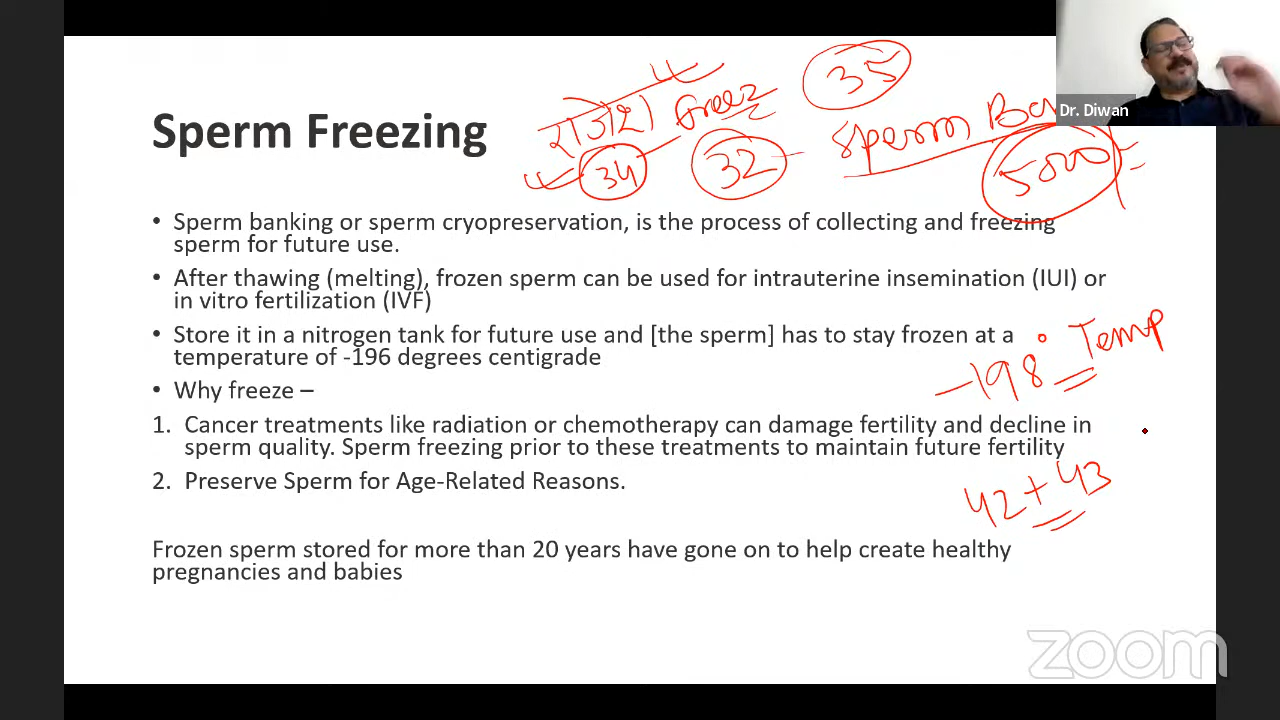 Dr. Diwan
राजेश Freez 35
34 32 Sperm Ba
5000/=
Sperm Freezing
• Sperm banking or sperm cryopreservation, is the process of collecting and freezing
sperm for future use.
• After thawing (melting), frozen sperm can be used for intrauterine insemination (IUI) or
in vitro fertilization (IVF)
• Store it in a nitrogen tank for future use and [the sperm] has to stay frozen at a
temperature of -196 degrees centigrade
-198° Temp
• Why freeze –
1. Cancer treatments like radiation or chemotherapy can damage fertility and decline in
sperm quality. Sperm freezing prior to these treatments to maintain future fertility
2. Preserve Sperm for Age-Related Reasons.
42 + 43
Frozen sperm stored for more than 20 years have gone on to help create healthy
pregnancies and babies
zoom